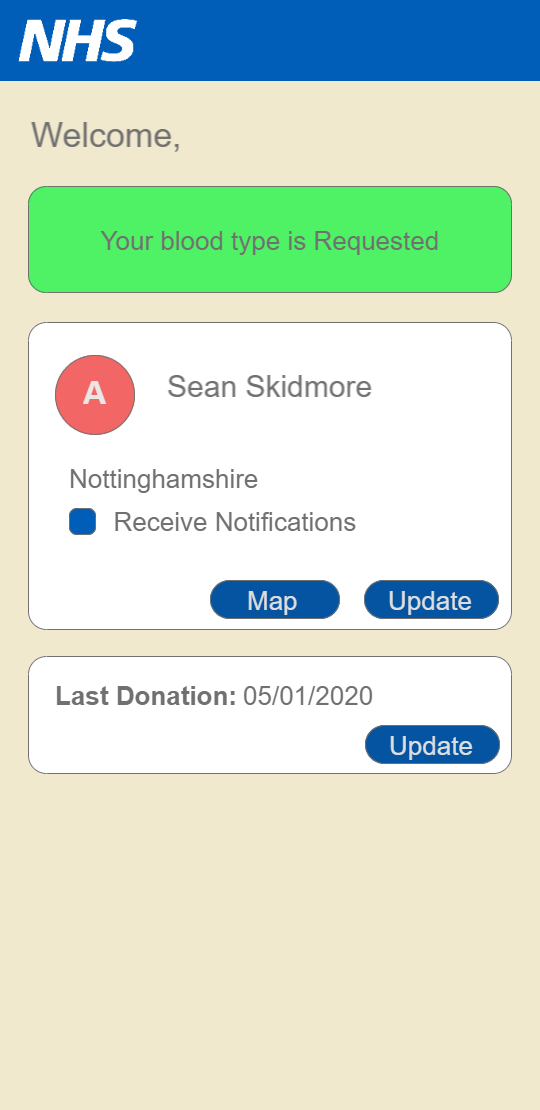 NHS
Welcome,
Your blood type is Requested
A
Sean Skidmore
Nottinghamshire
Receive Notifications
Map
Update
Last Donation: 05/01/2020
Update